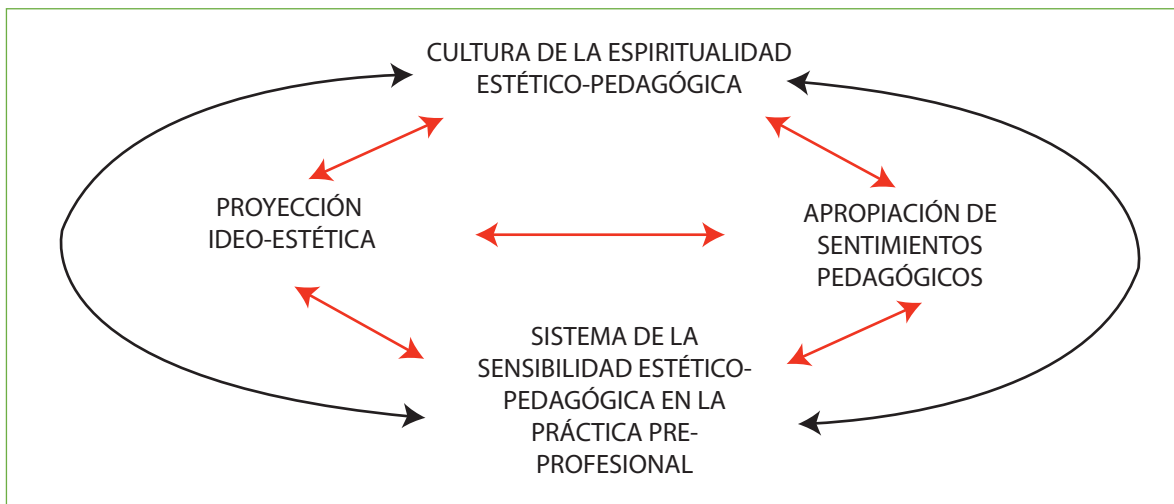 CULTURA DE LA ESPIRITUALIDAD
ESTÉTICO-PEDAGÓGICA
PROYECCIÓN
IDEO-ESTÉTICA
APROPIACIÓN DE
SENTIMIENTOS
PEDAGÓGICOS
SISTEMA DE LA
SENSIBILIDAD ESTÉTICO-
PEDAGÓGICA EN LA
PRÁCTICA PRE-
PROFESIONAL